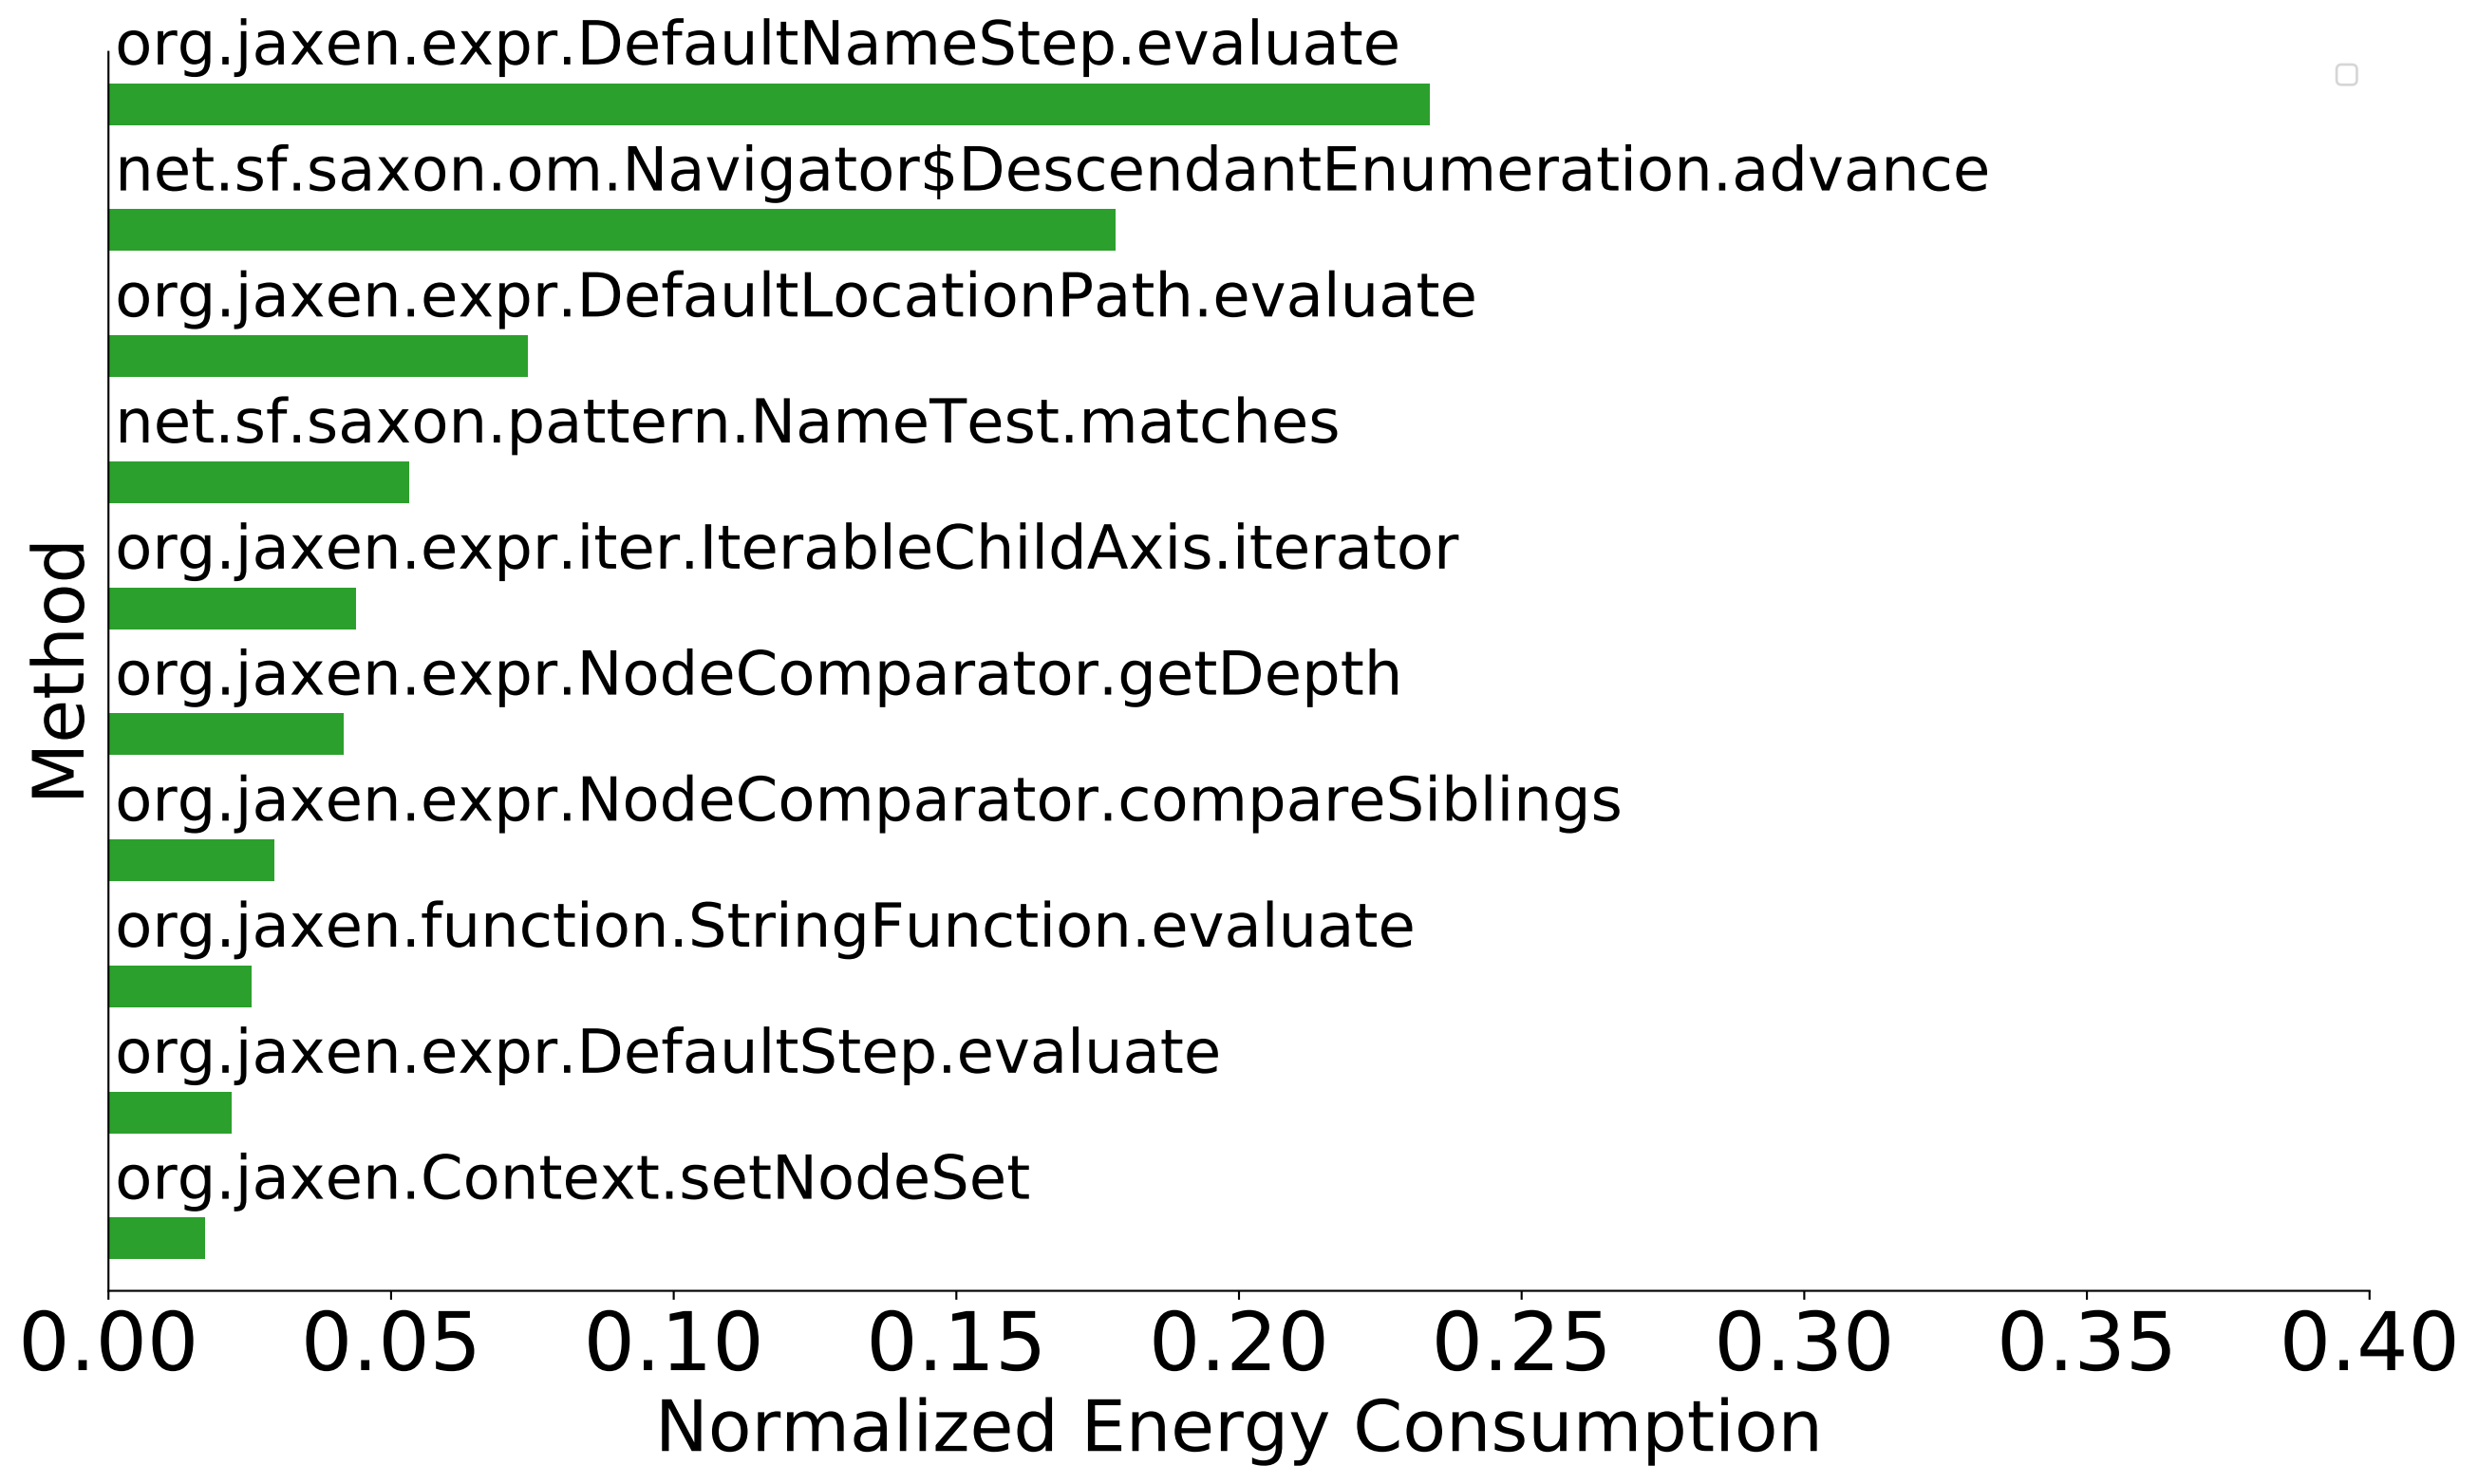 org.jaxen.expr.DefaultNameStep.evaluate
net.sf.saxon.om.Navigator$DescendantEnumeration.advance
org.jaxen.expr.DefaultLocationPath.evaluate
net.sf.saxon.pattern.NameTest.matches
org.jaxen.expr.iter.IterableChildAxis.iterator
org.jaxen.expr.NodeComparator.getDepth
org.jaxen.expr.NodeComparator.compareSiblings
org.jaxen.function.StringFunction.evaluate
org.jaxen.expr.DefaultStep.evaluate
org.jaxen.Context.setNodeSet
Method
0.00 0.05 0.10 0.15 0.20 0.25 0.30 0.35 0.40
Normalized Energy Consumption